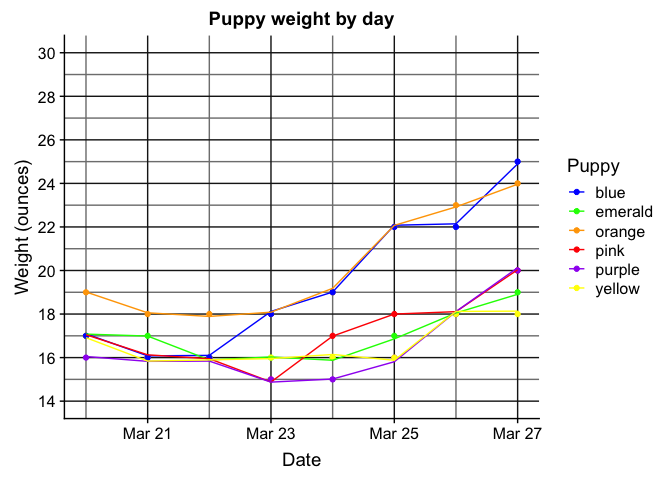 Puppy weight by day
30
28
26
24
22
20
18
16
14
Weight (ounces)
Mar 21 Mar 23 Mar 25 Mar 27
Date
Puppy
blue
emerald
orange
pink
purple
yellow